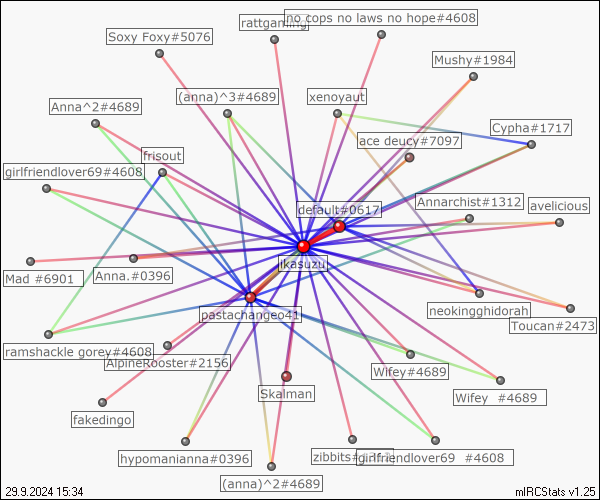 no cops no laws no hope#4608
rattgaming
Soxy Foxy#5076
Mushy#1984
Anna^2#4689
(anna)^3#4689
xenoyaut
Cypha#1717
ace deucy#7097
frisout
girlfriendlover69#4608
default#0617
Annarchist#1312
avelicious
ikasuzu
Mad #6901
Anna.#0396
neokingghidorah
pastachangeo41
Toucan#2473
ramshackle gorey#4608
AlpineRooster#2156
Wifey#4689
Skalman
Wifey #4689
fakedingo
hypomanianna#0396
zibbits#
girlfriendlover69 #4608
(anna)^2#4689
29.9.2024 15:34
mIRCStats v1.25